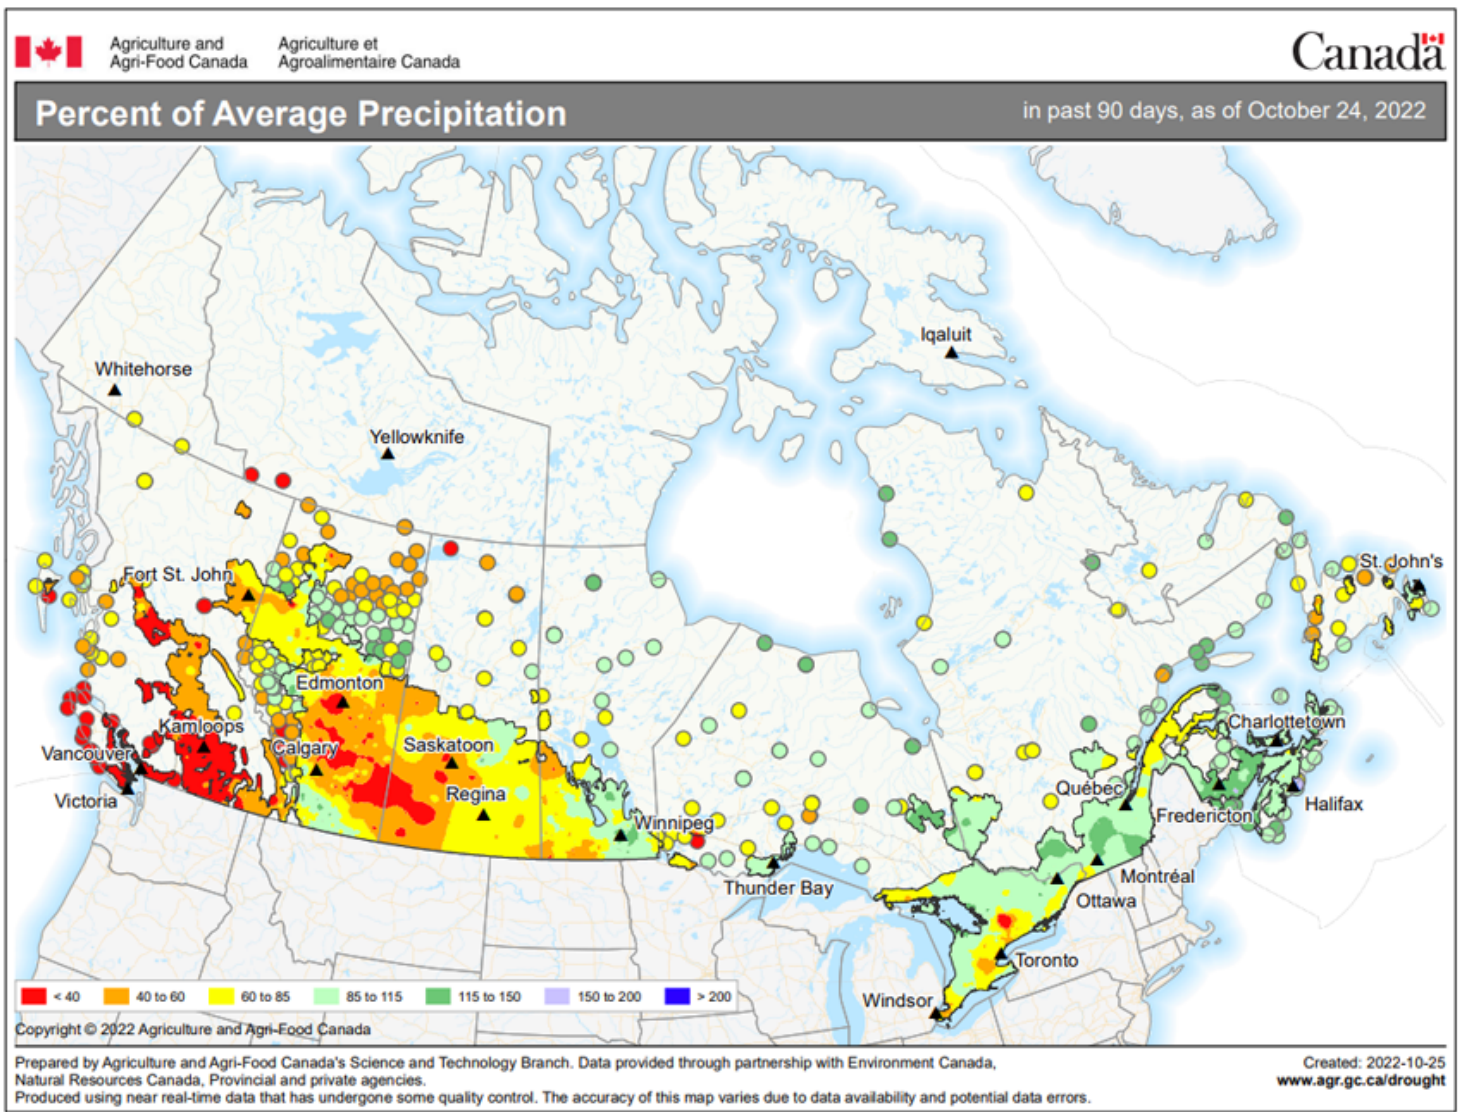 Agriculture and
Agri-Food Canada
Agriculture et
Agroalimentaire Canada
Canada
Percent of Average Precipitation
in past 90 days, as of October 24, 2022
Iqaluit
Whitehorse
Yellowknife
St. John's
Fort St. John
Edmonton
Charlottetown
Kamloops
Calgary
Saskatoon
Vancouver
Québec
Regina
Victoria
Halifax
Fredericton
Winnipeg
Montréal
Thunder Bay
Ottawa
Toronto
Windsor
< 40 40 to 60 60 to 85 85 to 115 115 to 150 150 to 200 > 200
Copyright © 2022 Agriculture and Agri-Food Canada
Prepared by Agriculture and Agri-Food Canada's Science and Technology Branch. Data provided through partnership with Environment Canada,
Natural Resources Canada, Provincial and private agencies.
Produced using near real-time data that has undergone some quality control. The accuracy of this map varies due to data availability and potential data errors.
Created: 2022-10-25
www.agr.gc.ca/drought